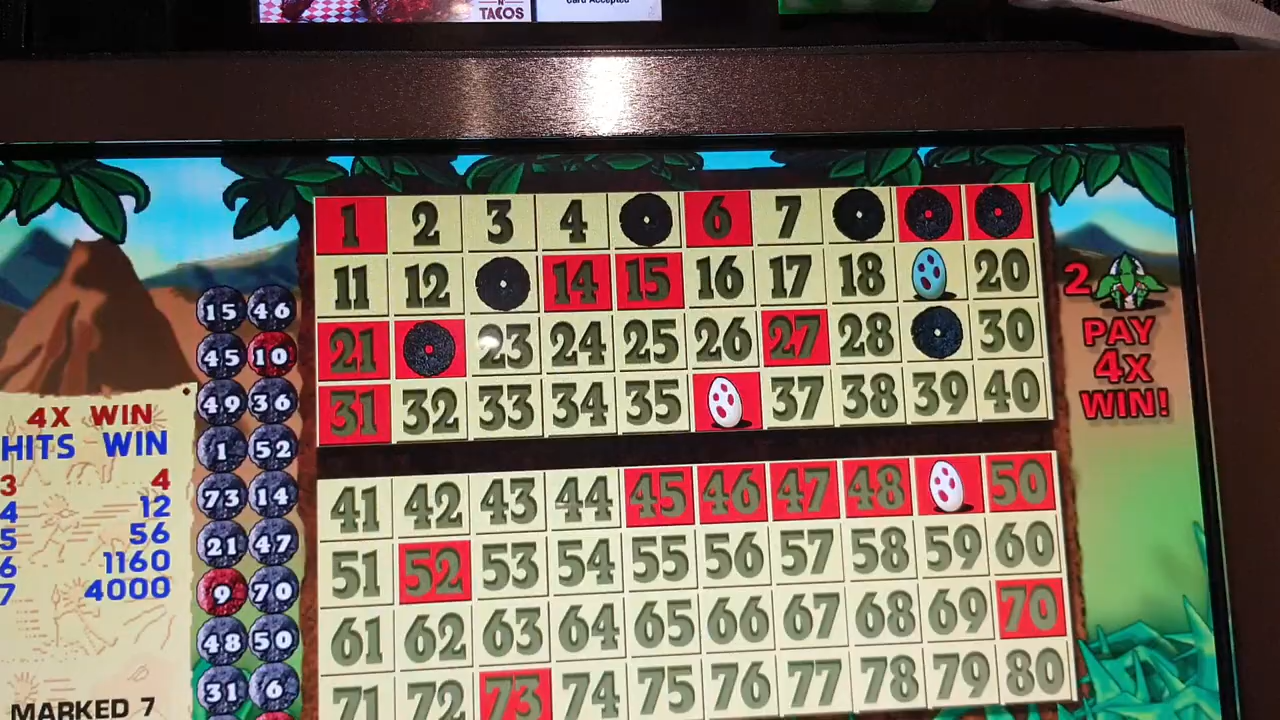 N
TACOS
Card Accepted
1 2 3 4 6 7
11 12 14 15 16 17 18 20
21 23 24 25 26 27 28 30
31 32 33 34 35 37 38 39 40
41 42 43 44 45 46 47 48 50
51 52 53 54 55 56 57 58 59 60
61 62 63 64 65 66 67 68 69 70
71 72 73 74 75 76 77 78 79 80
15 46
45 10
49 36
1 52
73 14
21 47
9 70
48 50
31 6
4X WIN
HITS WIN
3 4
4 12
5 56
6 1160
7 4000
MARKED 7
2
PAY
4X
WIN!